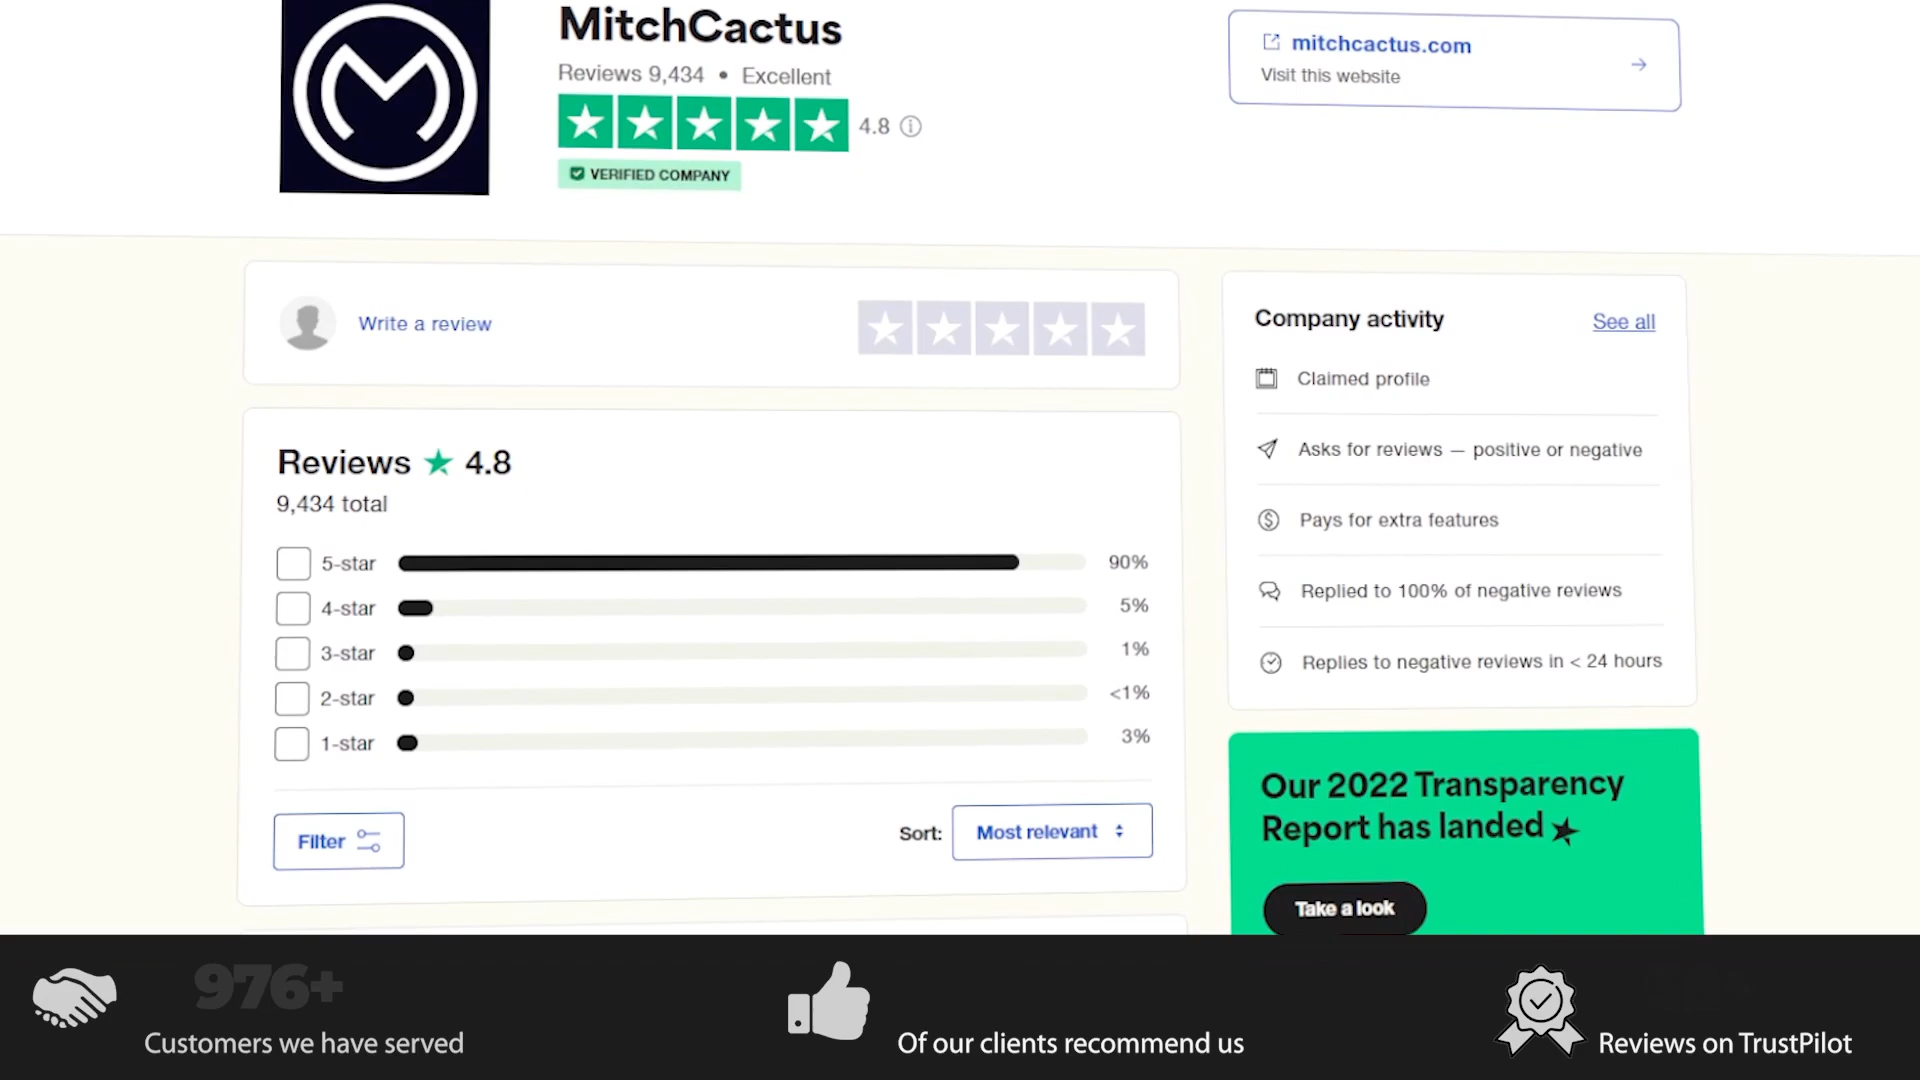 MitchCactus
Reviews 9,434 • Excellent
4.8
VERIFIED COMPANY
mitchcactus.com
Visit this website
Write a review
Reviews 4.8
9,434 total
5-star 90%
4-star 5%
3-star 1%
2-star <1%
1-star 3%
Filter
Sort: Most relevant
Company activity See all
Claimed profile
Asks for reviews — positive or negative
Pays for extra features
Replied to 100% of negative reviews
Replies to negative reviews in < 24 hours
Our 2022 Transparency
Report has landed
Take a look
976+
Customers we have served
Of our clients recommend us
Reviews on TrustPilot